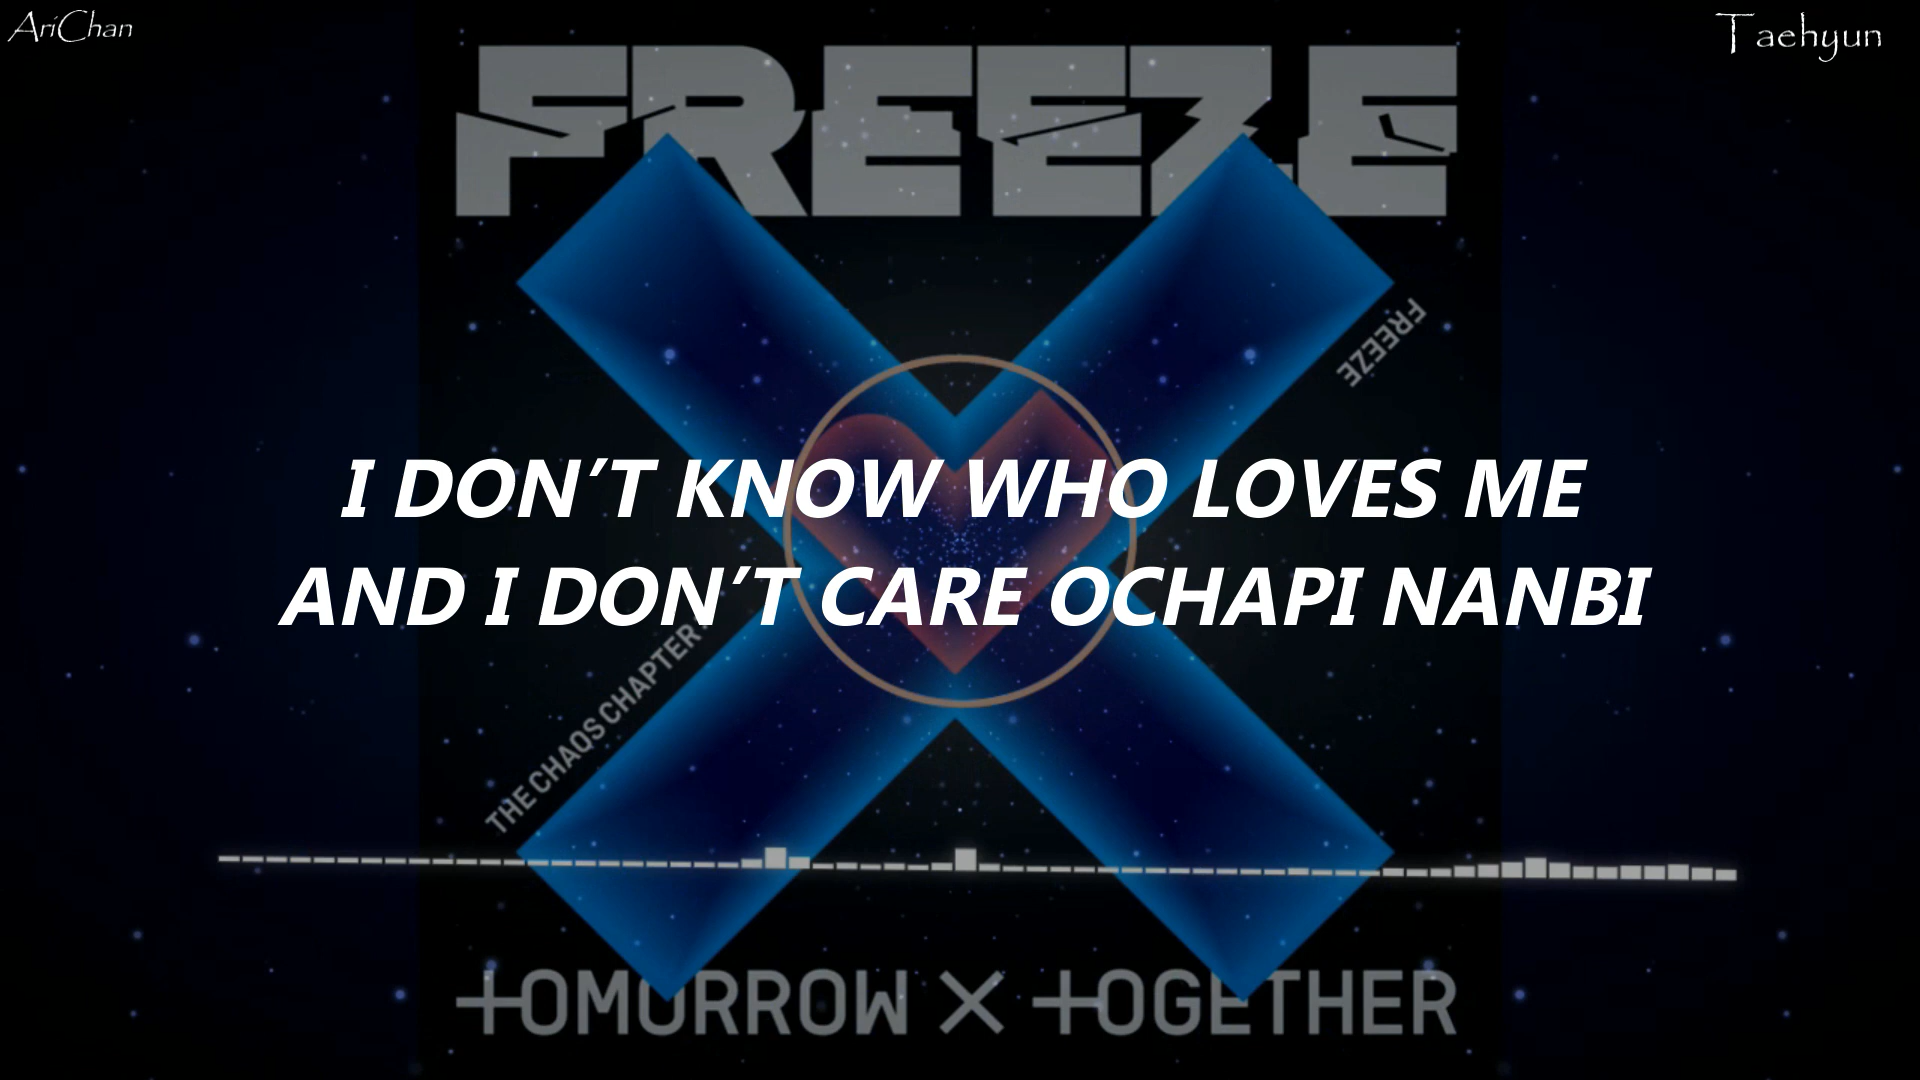 AriChan
Taehyun
FREEZE
FREEZE
I DON'T KNOW WHO LOVES ME
AND I DON'T CARE OCHAPI NANBI
THE CHAOS CHAPTER
TOMORROW X TOGETHER